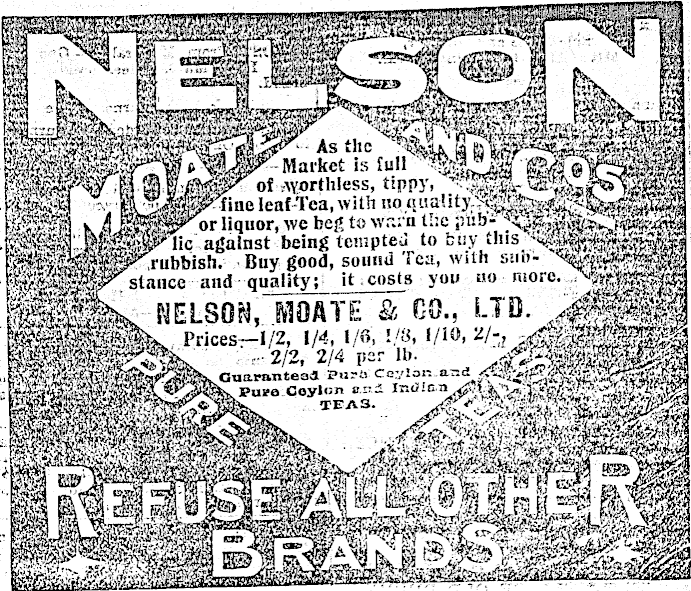 NELSON
MOATE AND Cos
As the
Market is full
of worthless, tippy,
fine leaf Tea, with no quality
or liquor, we beg to warn the pub-
lic against being tempted to buy this
rubbish. Buy good, sound Tea, with sub-
stance and quality; it costs you no more.
NELSON, MOATE & CO., LTD.
Prices—1/2, 1/4, 1/6, 1/8, 1/10, 2/-,
2/2, 2/4 per lb.
Guaranteed Pure Ceylon and
Pure Ceylon and Indian
TEAS.
PURE TEAS
REFUSE ALL OTHER
BRANDS